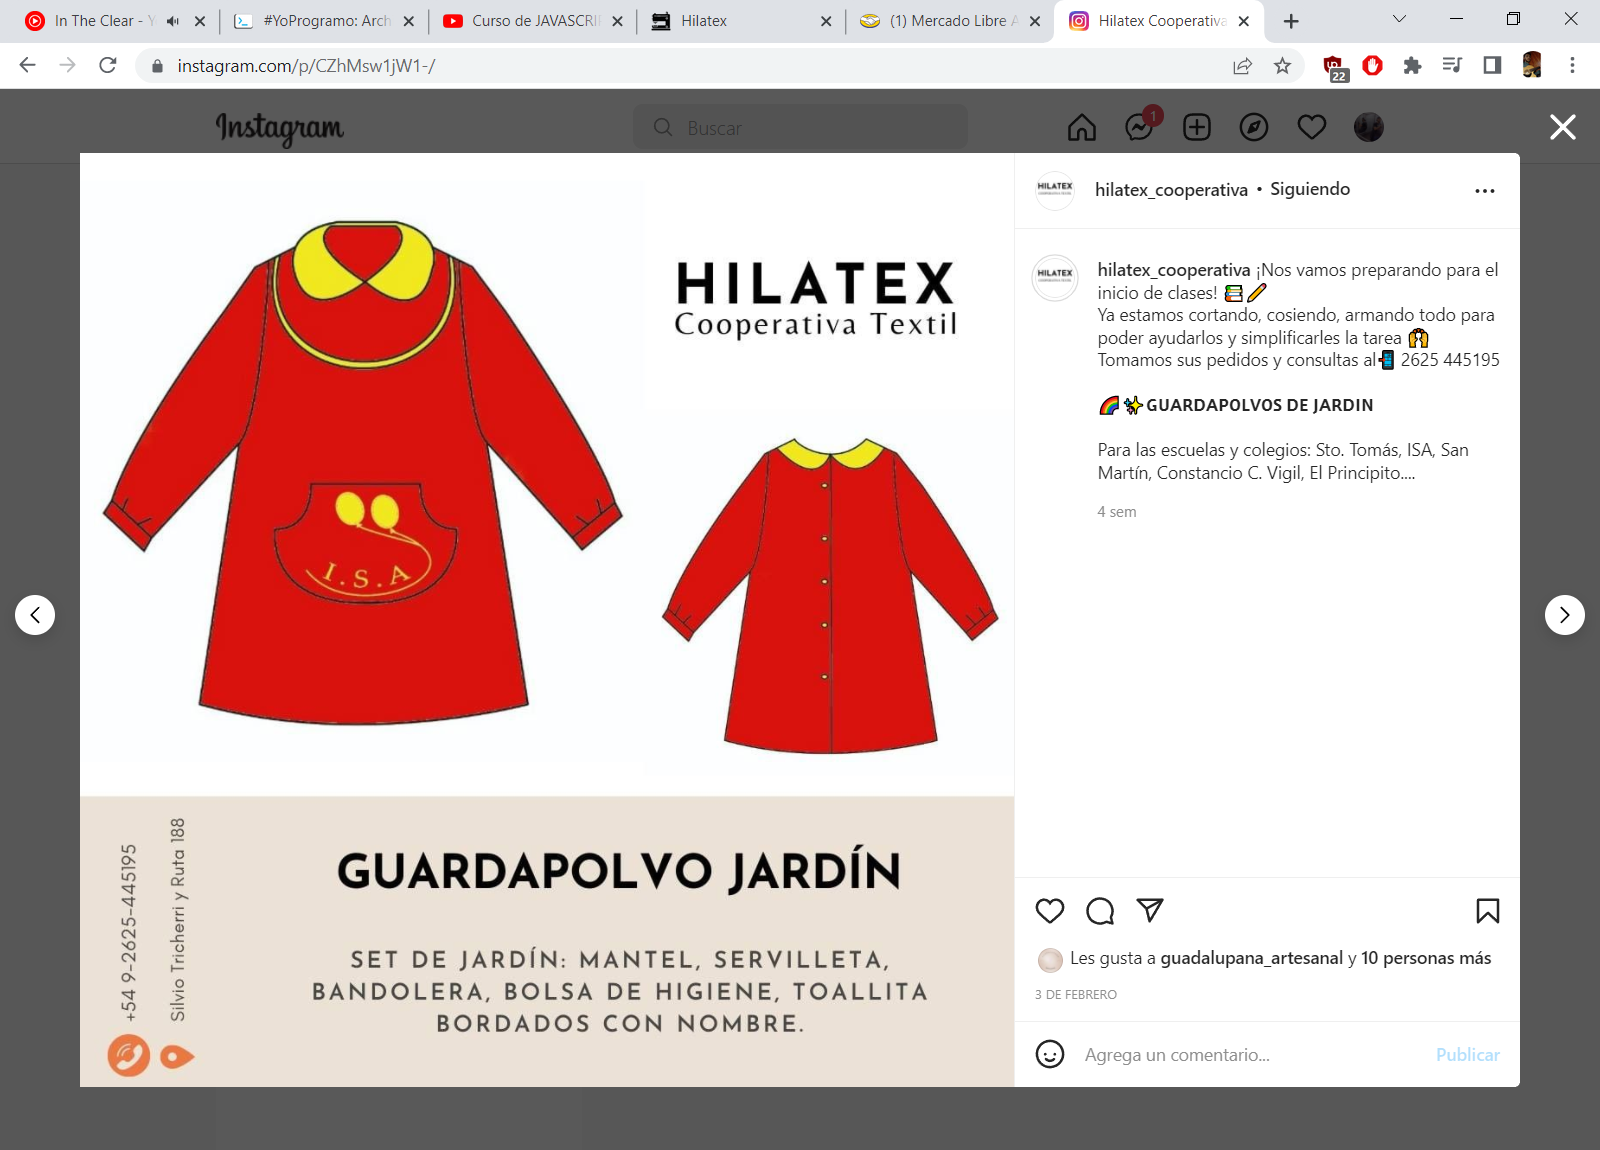 In The Clear - Y
#YoProgramo: Arch
Curso de JAVASCRI
Hilatex
(1) Mercado Libre A
Hilatex Cooperativa
instagram.com/p/CZhMsw1jW1-/
22
Instagram
Buscar
1
HILATEX
Cooperativa Textil
I.S.A
+54 9-2625-445195
Silvio Tricherri y Ruta 188
GUARDAPOLVO JARDÍN
SET DE JARDÍN: MANTEL, SERVILLETA,
BANDOLERA, BOLSA DE HIGIENE, TOALLITA
BORDADOS CON NOMBRE.
HILATEX
hilatex_cooperativa • Siguiendo
HILATEX
hilatex_cooperativa ¡Nos vamos preparando para el
inicio de clases! 📚✏️
Ya estamos cortando, cosiendo, armando todo para
poder ayudarlos y simplificarles la tarea 🙌
Tomamos sus pedidos y consultas al📲 2625 445195
🌈✨GUARDAPOLVOS DE JARDIN
Para las escuelas y colegios: Sto. Tomás, ISA, San
Martín, Constancio C. Vigil, El Principito....
4 sem
Les gusta a guadalupana_artesanal y 10 personas más
3 DE FEBRERO
Agrega un comentario...
Publicar